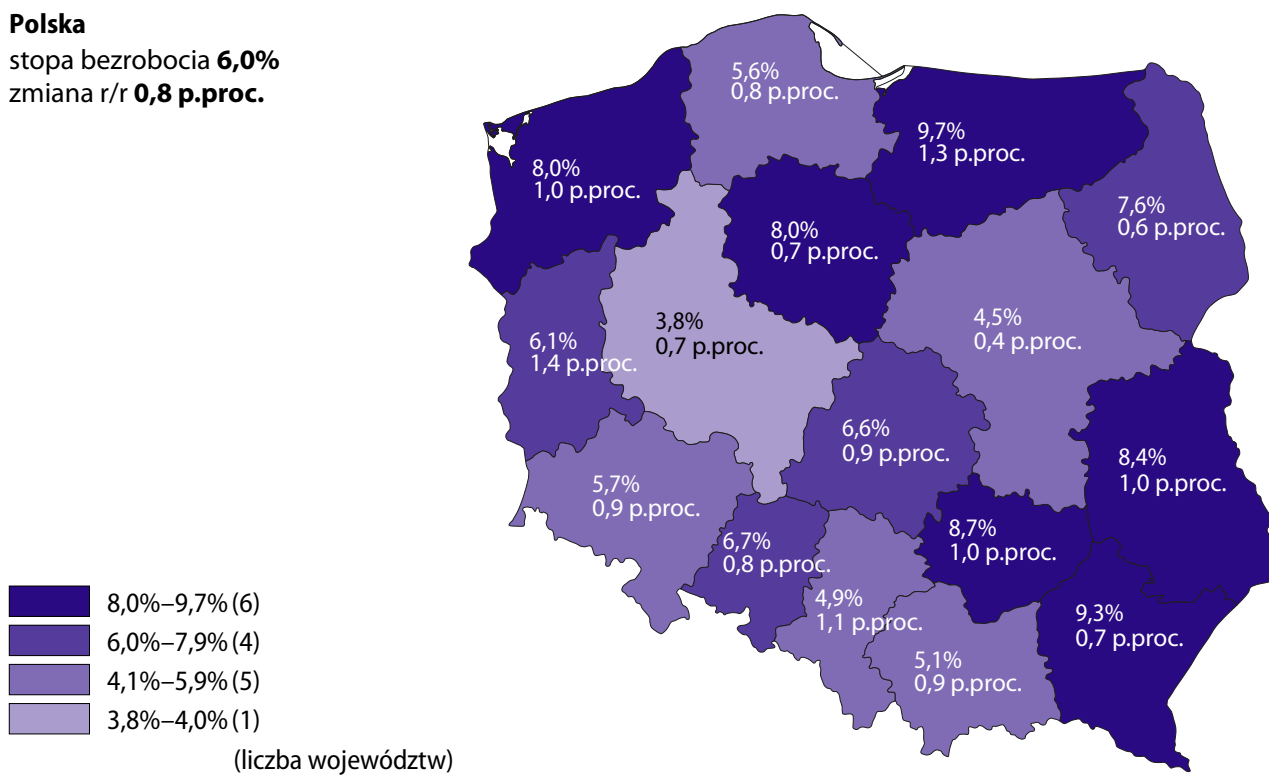 Polska
stopa bezrobocia 6,0%
zmiana r/r 0,8 p.proc.
5,6%
0,8 p.proc.
9,7%
1,3 p.proc.
8,0%
1,0 p.proc.
7,6%
0,6 p.proc.
8,0%
0,7 p.proc.
3,8%
0,7 p.proc.
4,5%
0,4 p.proc.
6,1%
1,4 p.proc.
6,6%
0,9 p.proc.
8,4%
1,0 p.proc.
5,7%
0,9 p.proc.
8,7%
1,0 p.proc.
6,7%
0,8 p.proc.
4,9%
1,1 p.proc.
9,3%
0,7 p.proc.
5,1%
0,9 p.proc.
8,0%–9,7% (6)
6,0%–7,9% (4)
4,1%–5,9% (5)
3,8%–4,0% (1)
(liczba województw)